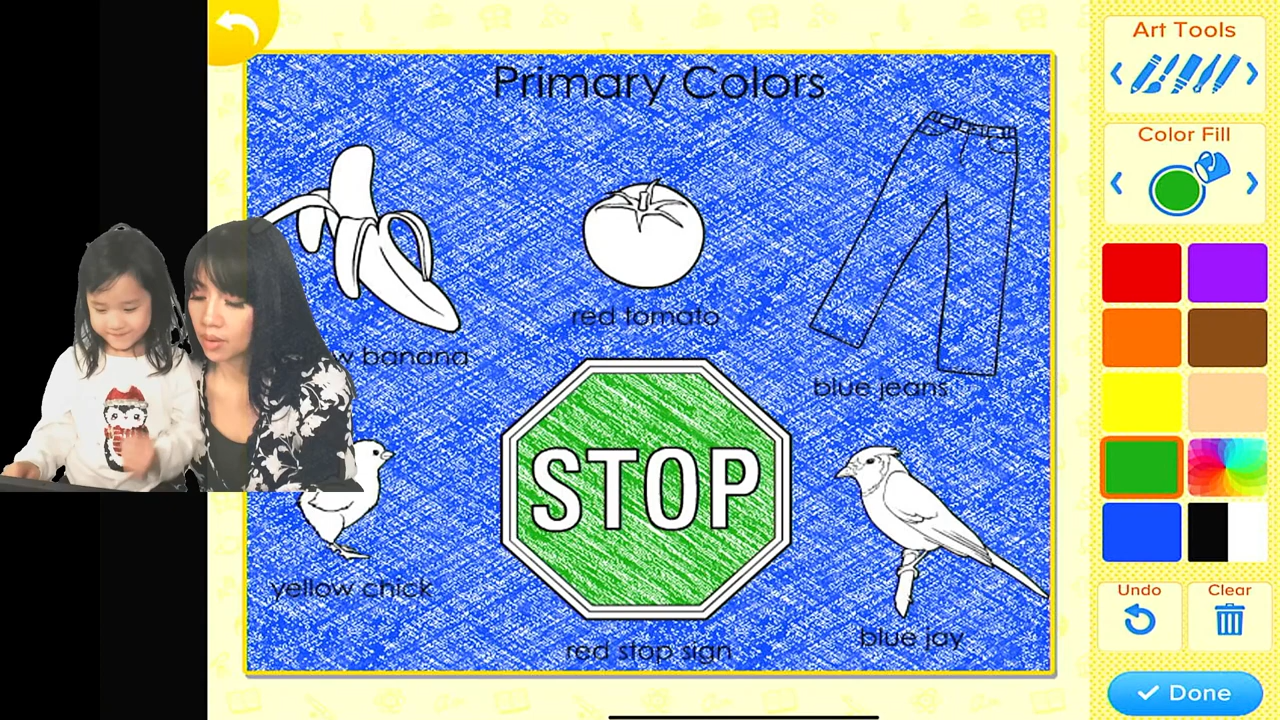 Primary Colors
banana
red tomato
blue jeans
STOP
yellow chick
red stop sign
blue jay
Art Tools
Color Fill
Undo
Clear
Done